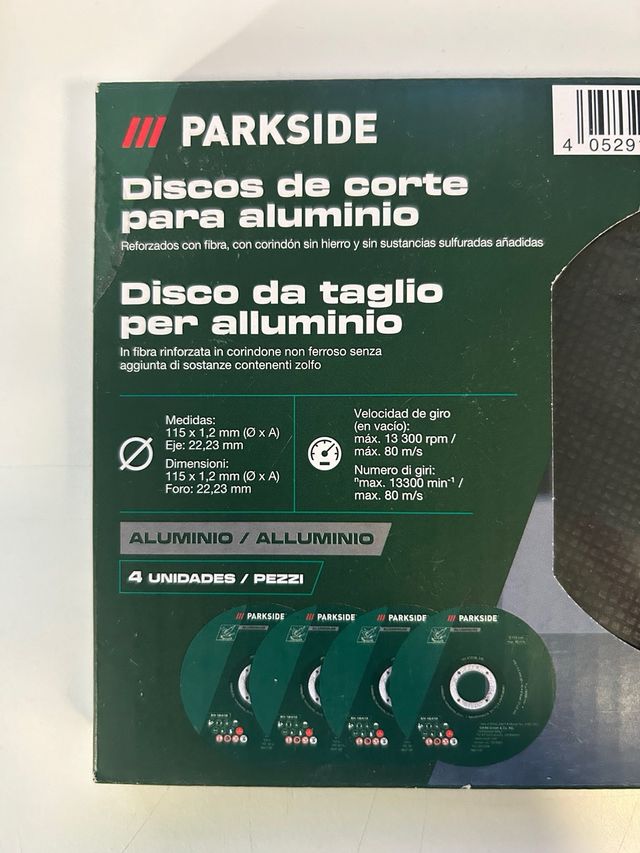 PARKSIDE
4 0529
Discos de corte
para aluminio
Reforzados con fibra, con corindón sin hierro y sin sustancias sulfuradas añadidas
Disco da taglio
per alluminio
In fibra rinforzata in corindone non ferroso senza
aggiunta di sostanze contenenti zolfo
Medidas:
115 x 1,2 mm (Ø x A)
Eje: 22,23 mm
Dimensioni:
115 x 1,2 mm (Ø x A)
Foro: 22,23 mm
Velocidad de giro
(en vacío):
máx. 13 300 rpm /
máx. 80 m/s
Numero di giri:
ⁿmax. 13300 min⁻¹ /
max. 80 m/s
ALUMINIO / ALLUMINIO
4 UNIDADES / PEZZI
PARKSIDE PARKSIDE PARKSIDE PARKSIDE